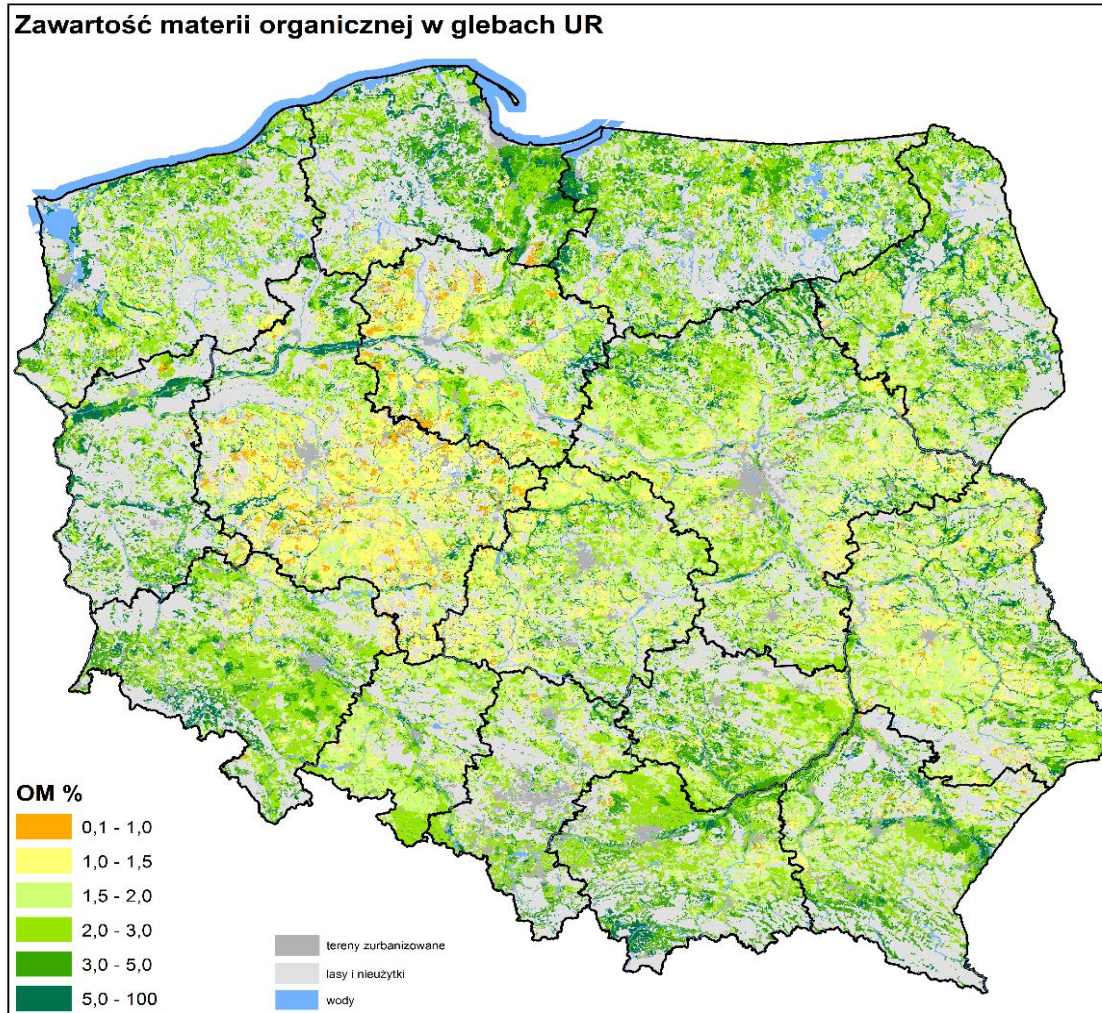 Zawartość materii organicznej w glebach UR
OM %
0,1 - 1,0
1,0 - 1,5
1,5 - 2,0
2,0 - 3,0
3,0 - 5,0
5,0 - 100
tereny zurbanizowane
lasy i nieużytki
wody